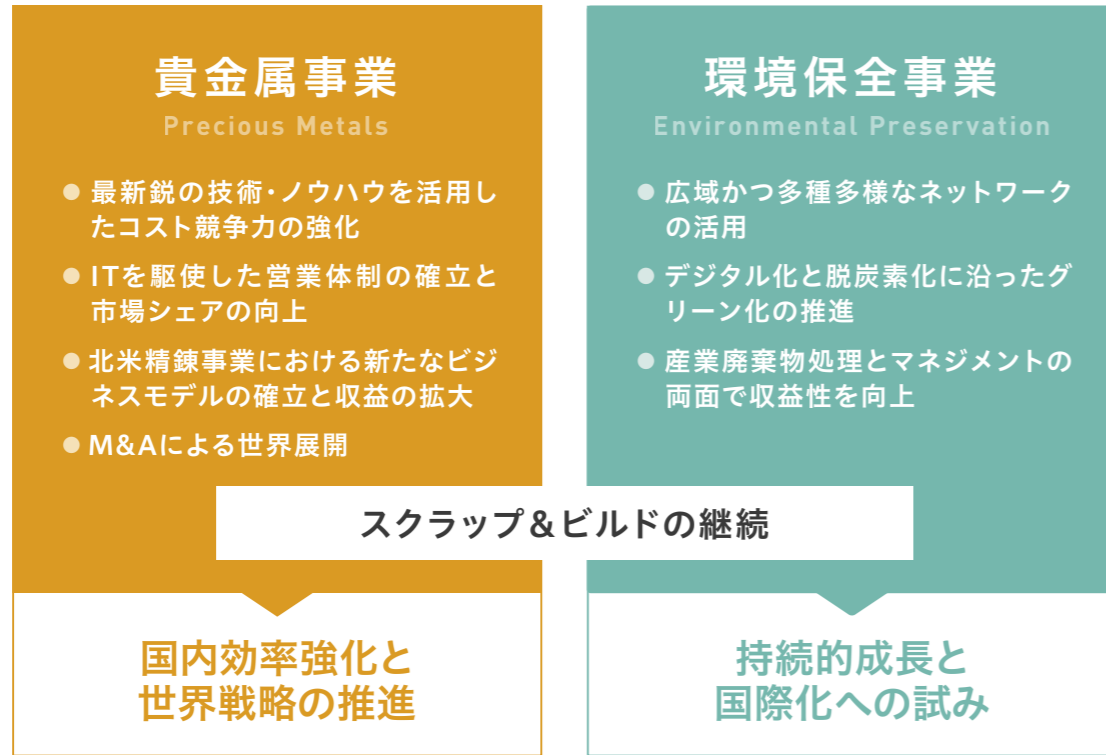 貴金属事業
Precious Metals
● 最新鋭の技術・ノウハウを活用し
たコスト競争力の強化
● ITを駆使した営業体制の確立と
市場シェアの向上
● 北米精錬事業における新たなビジ
ネスモデルの確立と収益の拡大
● M&Aによる世界展開
環境保全事業
Environmental Preservation
● 広域かつ多種多様なネットワーク
の活用
● デジタル化と脱炭素化に沿ったグ
リーン化の推進
● 産業廃棄物処理とマネジメントの
両面で収益性を向上
スクラップ&ビルドの継続
国内効率強化と
世界戦略の推進
持続的成長と
国際化への試み